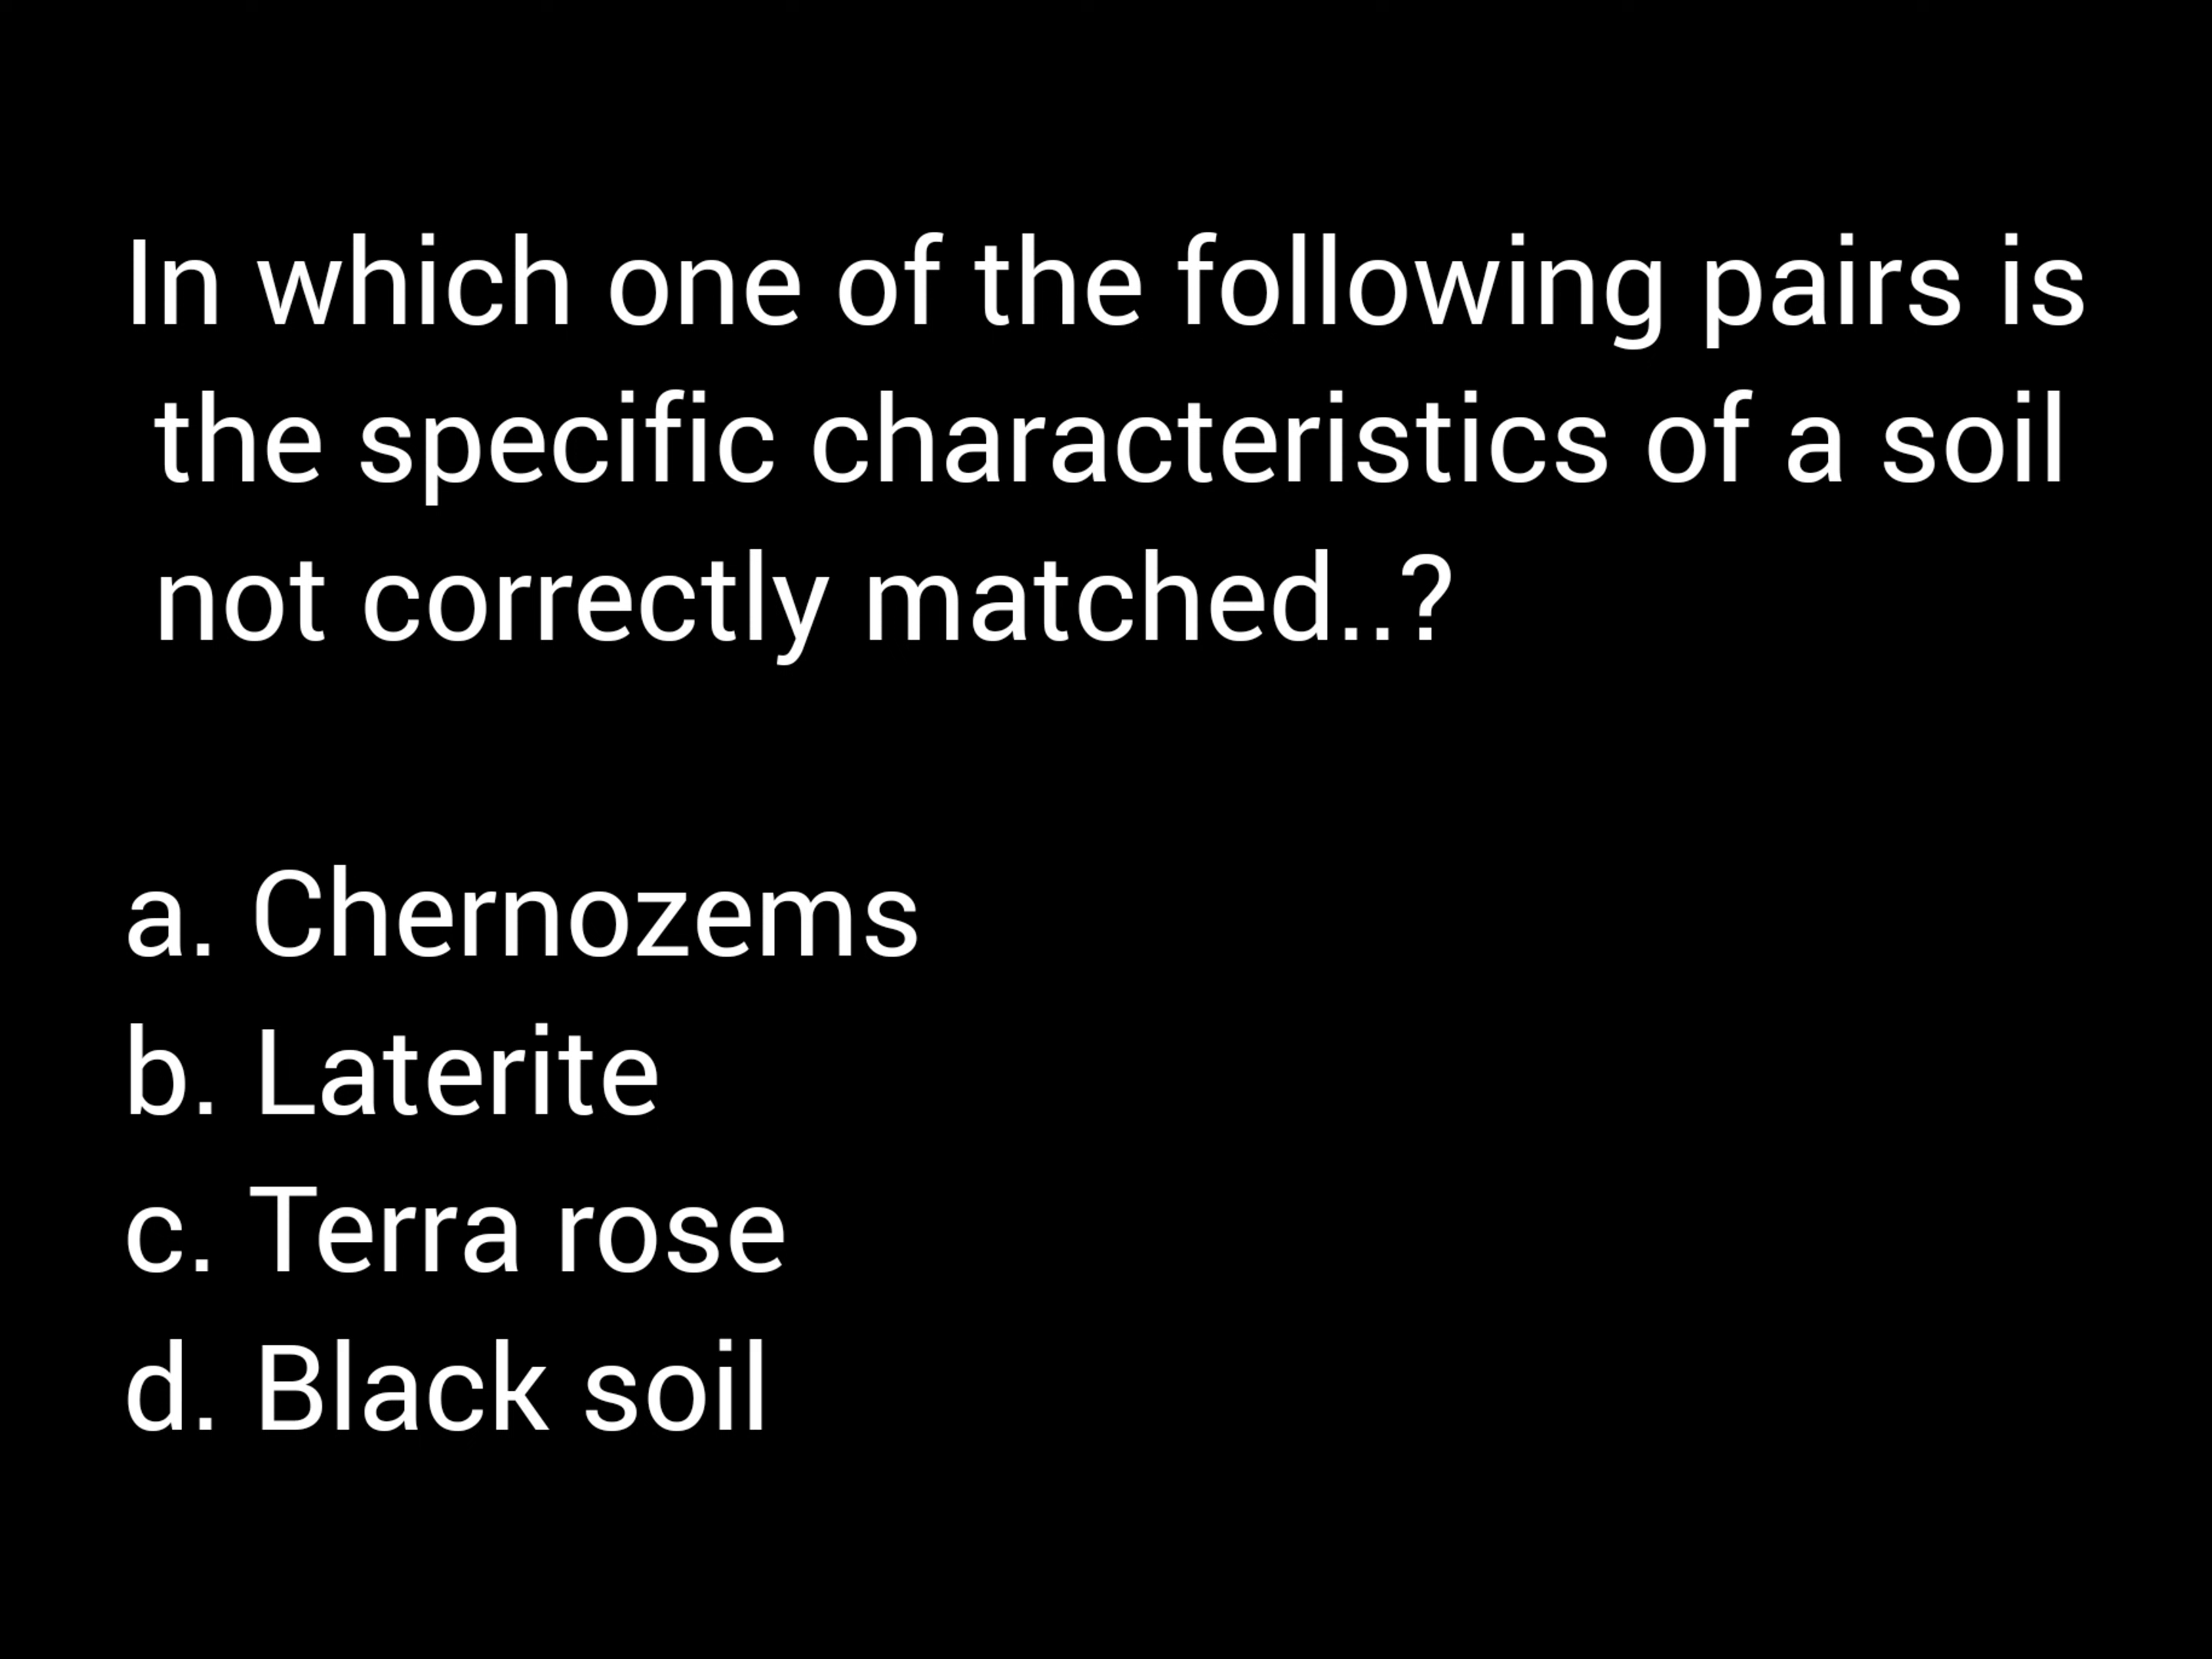 In which one of the following pairs is
the specific characteristics of a soil
not correctly matched..?
a. Chernozems
b. Laterite
c. Terra rose
d. Black soil